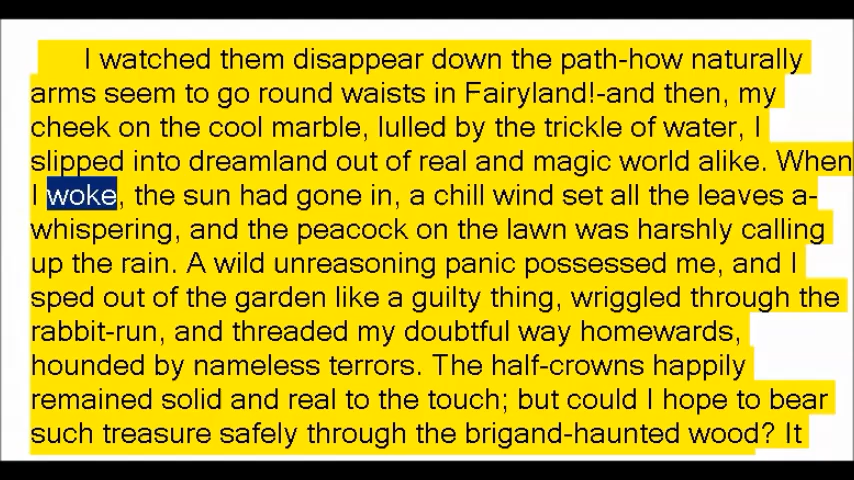 I watched them disappear down the path-how naturally
arms seem to go round waists in Fairyland!-and then, my
cheek on the cool marble, lulled by the trickle of water, I
slipped into dreamland out of real and magic world alike. When
I woke, the sun had gone in, a chill wind set all the leaves a-
whispering, and the peacock on the lawn was harshly calling
up the rain. A wild unreasoning panic possessed me, and I
sped out of the garden like a guilty thing, wriggled through the
rabbit-run, and threaded my doubtful way homewards,
hounded by nameless terrors. The half-crowns happily
remained solid and real to the touch; but could I hope to bear
such treasure safely through the brigand-haunted wood? It